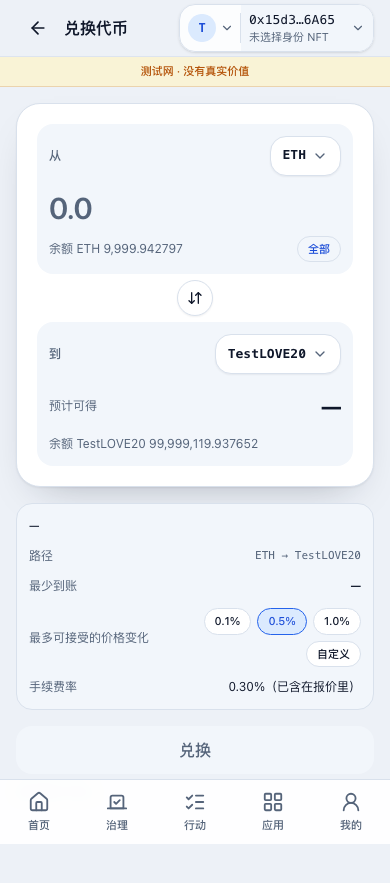 兑换代币
T
0x15d3…6A65
未选择身份 NFT
测试网 · 没有真实价值
从
ETH
0.0
余额 ETH 9,999.942797
全部
到
TestLOVE20
预计可得
—
余额 TestLOVE20 99,999,119.937652
—
路径
ETH → TestLOVE20
最少到账
—
0.1%
0.5%
1.0%
最多可接受的价格变化
自定义
手续费率
0.30%（已含在报价里）
兑换
首页
治理
行动
应用
我的